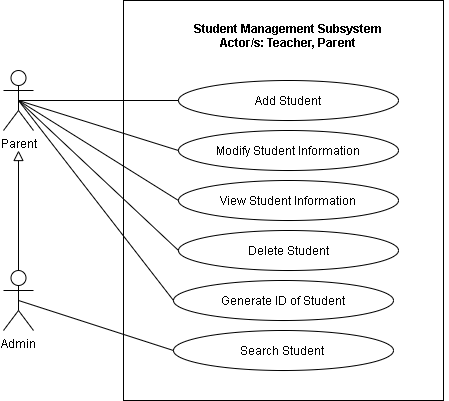 Student Management Subsystem
Actor/s: Teacher, Parent
Add Student
Parent
Modify Student Information
View Student Information
Delete Student
Generate ID of Student
Admin
Search Student